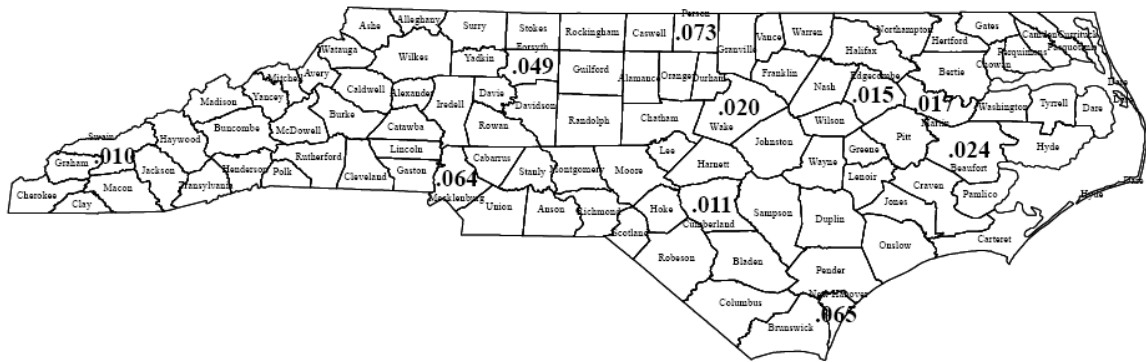 Person
Ashe
Alleghany
Surry
Stokes
Rockingham
Caswell
.073
Granville
Vance
Warren
Northampton
Gates
Camden
Currituck
Pasquotank
Perquimans
Chowan
Hertford
Halifax
Watauga
Wilkes
Yadkin
Forsyth
.049
Guilford
Alamance
Orange
Durham
Franklin
Nash
Edgecombe
.015
Bertie
.017
Martin
Washington
Tyrrell
Dare
Dare
Mitchell
Avery
Caldwell
Alexander
Iredell
Davie
Davidson
Randolph
Chatham
.020
Wake
Wilson
Madison
Yancey
Burke
Catawba
Rowan
Johnston
Greene
Pitt
.024
Beaufort
Hyde
Swain
.010
Haywood
Buncombe
McDowell
Lincoln
Lee
Wayne
Graham
Jackson
Henderson
Rutherford
Polk
Cleveland
Gaston
.064
Mecklenburg
Cabarrus
Stanly
Montgomery
Moore
Harnett
Lenoir
Craven
Pamlico
Cherokee
Macon
Clay
Transylvania
Union
Anson
Richmond
Scotland
Hoke
.011
Cumberland
Sampson
Duplin
Jones
Hyde
Carteret
Onslow
Robeson
Bladen
Pender
Columbus
New Hanover
.065
Brunswick